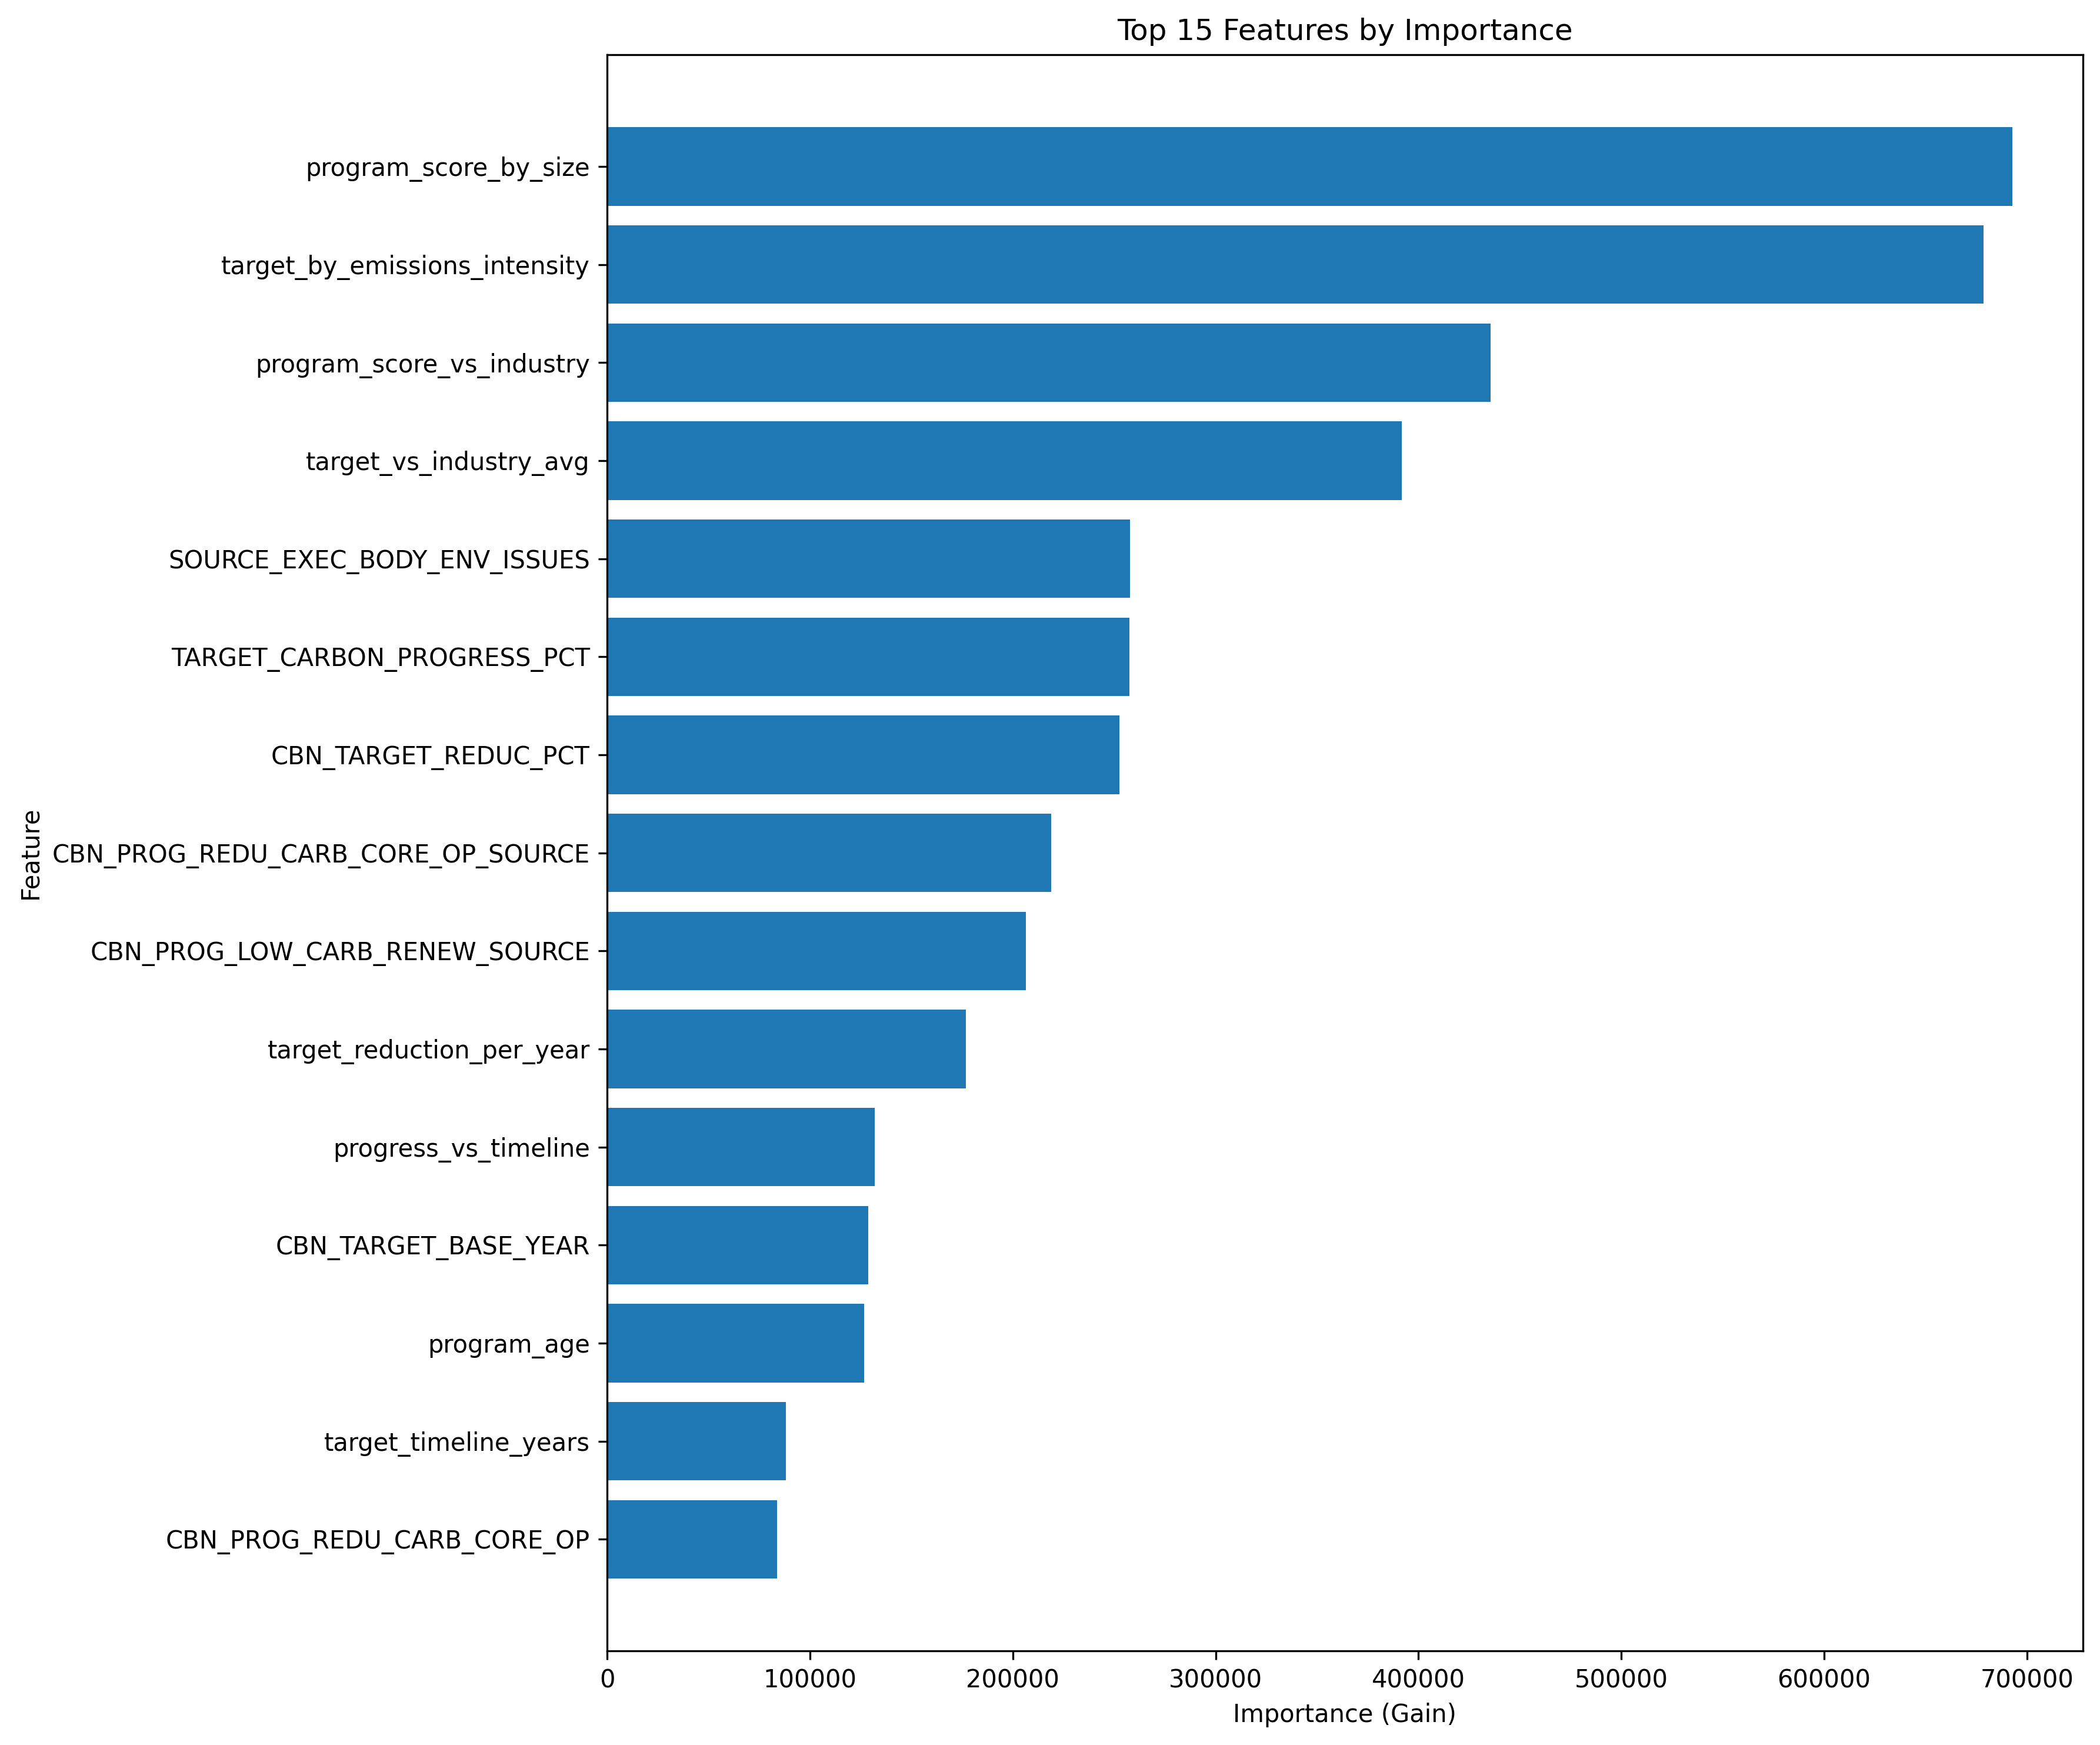 Top 15 Features by Importance
program_score_by_size
target_by_emissions_intensity
program_score_vs_industry
target_vs_industry_avg
SOURCE_EXEC_BODY_ENV_ISSUES
TARGET_CARBON_PROGRESS_PCT
CBN_TARGET_REDUC_PCT
CBN_PROG_REDU_CARB_CORE_OP_SOURCE
CBN_PROG_LOW_CARB_RENEW_SOURCE
target_reduction_per_year
progress_vs_timeline
CBN_TARGET_BASE_YEAR
program_age
target_timeline_years
CBN_PROG_REDU_CARB_CORE_OP
Feature
0 100000 200000 300000 400000 500000 600000 700000
Importance (Gain)